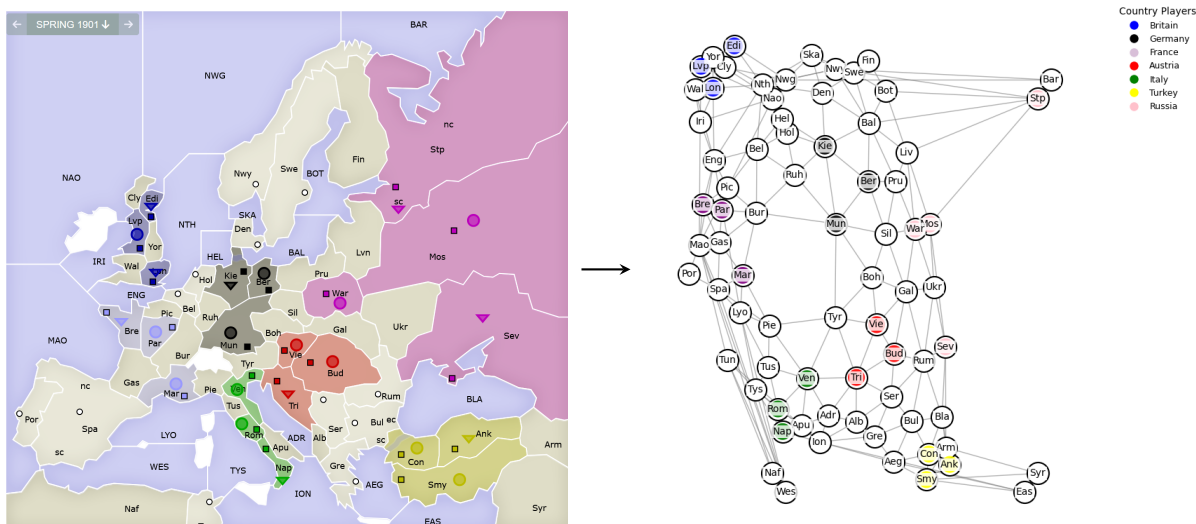 ← SPRING 1901 ↓ →
BAR
NWG
nc
Stp
Fin
Swe
Nwy
BOT
NAO
Cly
Edi
sc
SKA
Lvp
NTH
Den
Yor
BAL
Lvn
Mos
IRI
HEL
Wal
Lon
Kie
Ber
Pru
Hol
War
ENG
Bel
Pic
Ruh
Sil
Bre
Par
Mun
Boh
Gal
Ukr
Sev
MAO
Bur
Vie
Tyr
Bud
Gas
nc
Mar
Pie
Ven
Rum
BLA
Tri
Tus
Por
Spa
Rom
Ser
Bul
ec
Ank
LYO
ADR
Alb
sc
Arm
sc
Apu
Con
WES
TYS
Nap
Gre
Smy
AEG
ION
Naf
Syr
EAS
Country Players
Britain
Germany
France
Austria
Italy
Turkey
Russia
Edi
Yor
Ska
Lvp
Cly
Nwy
Swe
Fin
Nth
Nwg
Bar
Wal
Lon
Nao
Den
Bot
Stp
Iri
Hel
Hol
Bal
Eng
Bel
Kie
Liv
Pic
Ruh
Ber
Pru
Bre
Par
Bur
Mun
Sil
War
Mos
Mao
Gas
Por
Mar
Spa
Boh
Gal
Ukr
Lyo
Pie
Tyr
Vie
Tun
Tus
Bud
Rum
Sev
Tys
Ven
Tri
Ser
Rom
Nap
Apu
Adr
Alb
Bul
Bla
Ion
Gre
Aeg
Con
Arm
Ank
Naf
Smy
Syr
Wes
Eas